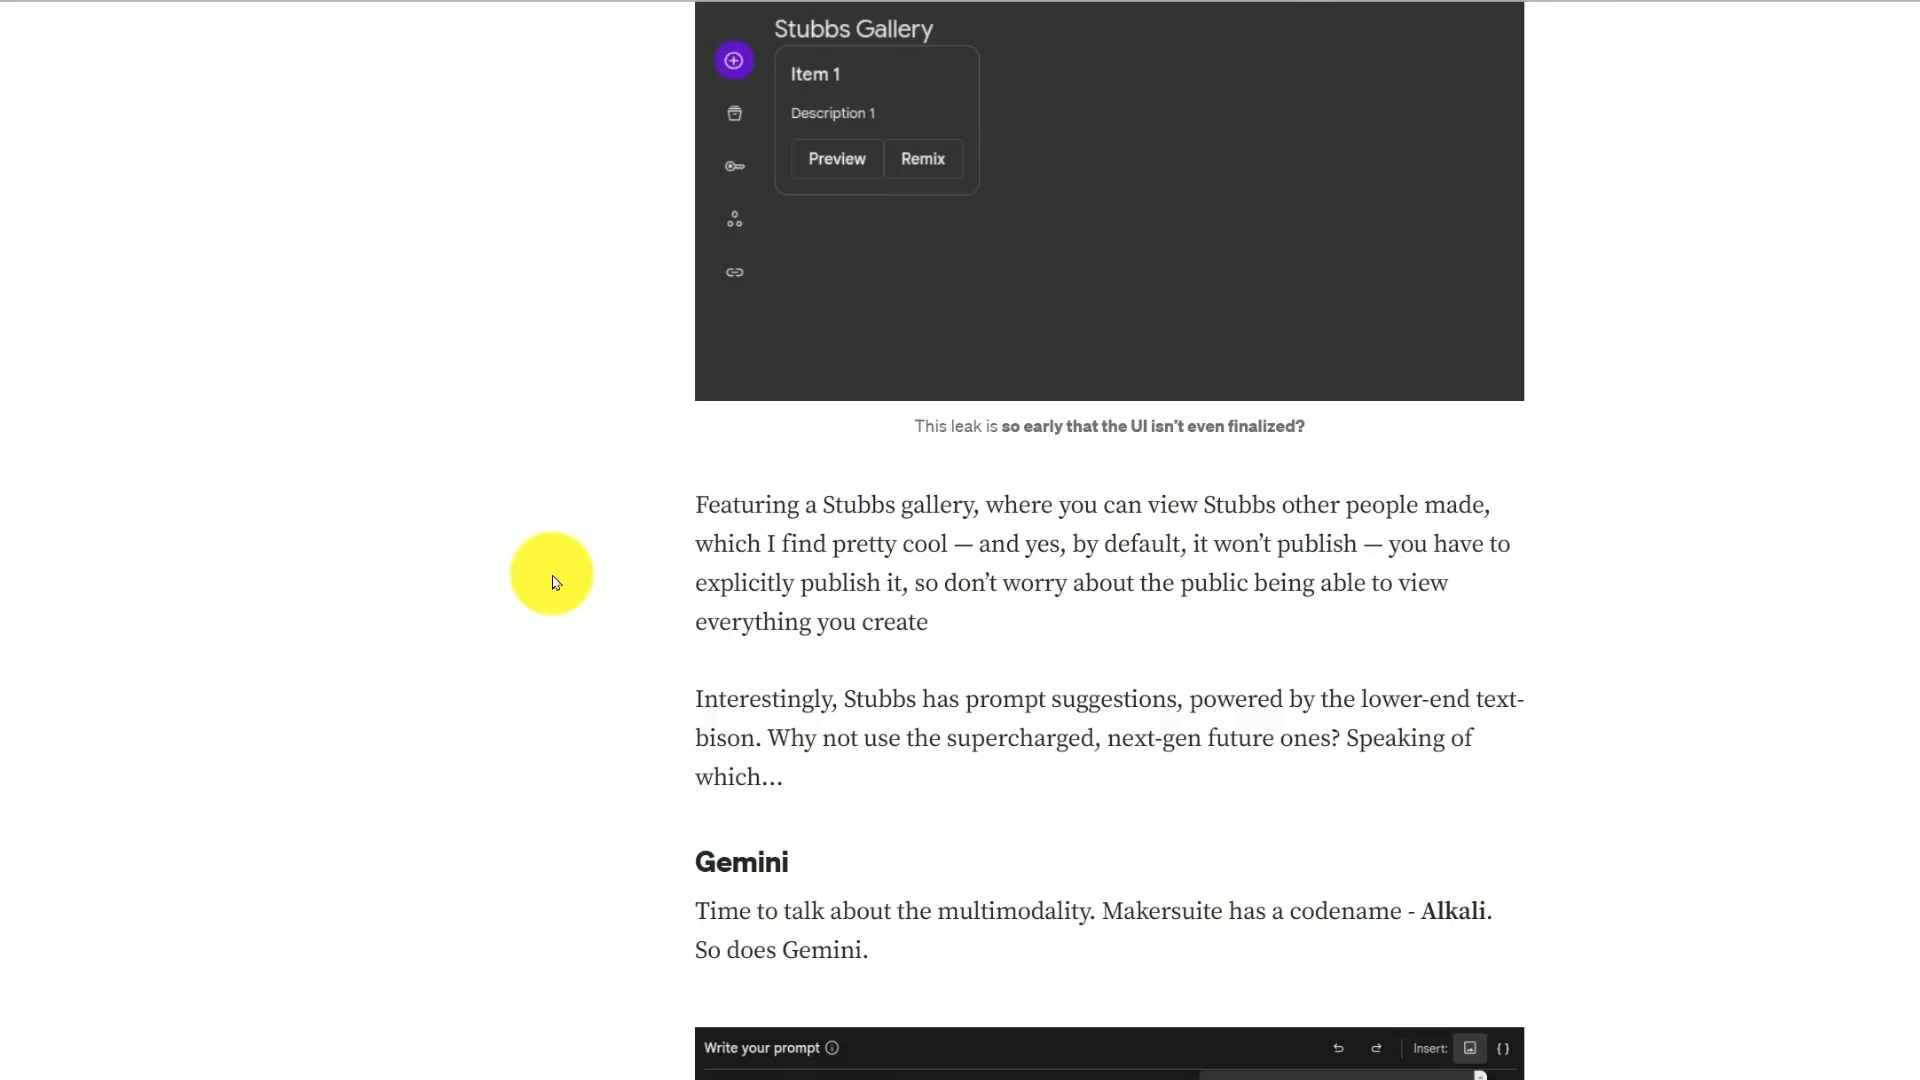 Stubbs Gallery
Item 1
Description 1
Preview Remix
This leak is so early that the UI isn't even finalized?
Featuring a Stubbs gallery, where you can view Stubbs other people made,
which I find pretty cool — and yes, by default, it won’t publish — you have to
explicitly publish it, so don’t worry about the public being able to view
everything you create
Interestingly, Stubbs has prompt suggestions, powered by the lower-end text-
bison. Why not use the supercharged, next-gen future ones? Speaking of
which…
Gemini
Time to talk about the multimodality. Makersuite has a codename - Alkali.
So does Gemini.
Write your prompt Insert: { }